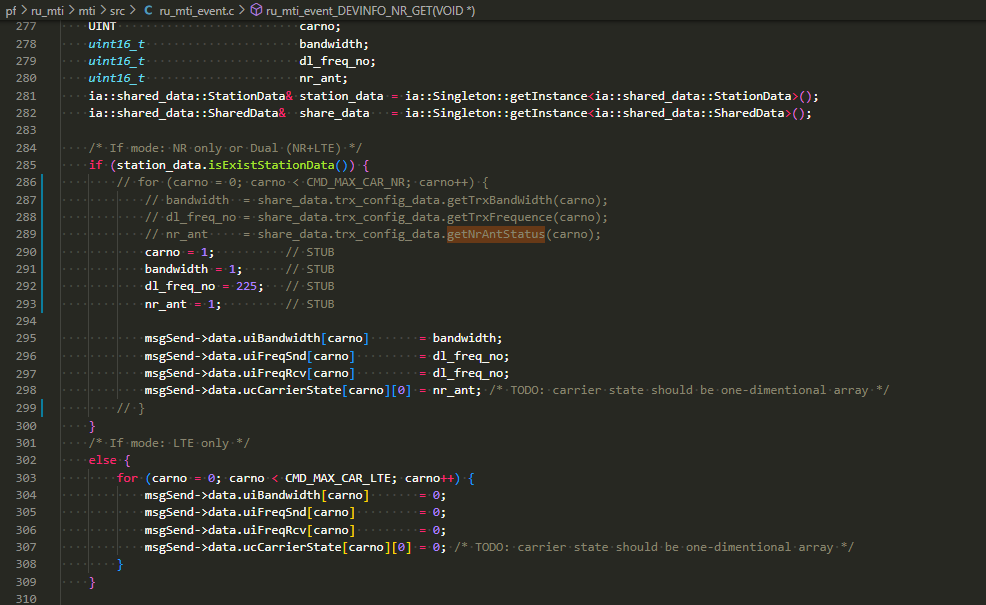 pf > ru_mti > mti > src > C ru_mti_event.c > ru_mti_event_DEVINFO_NR_GET(VOID *)
277 UINT carno;
278 uint16_t bandwidth;
279 uint16_t dl_freq_no;
280 uint16_t nr_ant;
281 ia::shared_data::StationData& station_data = ia::Singleton::getInstance<ia::shared_data::StationData>();
282 ia::shared_data::SharedData& share_data = ia::Singleton::getInstance<ia::shared_data::SharedData>();
283
284 /* If mode: NR only or Dual (NR+LTE) */
285 if (station_data.isExistStationData()) {
286 // for (carno = 0; carno < CMD_MAX_CAR_NR; carno++) {
287 // bandwidth = share_data.trx_config_data.getTrxBandWidth(carno);
288 // dl_freq_no = share_data.trx_config_data.getTrxFrequence(carno);
289 // nr_ant = share_data.trx_config_data.getNrAntStatus(carno);
290 carno = 1; // STUB
291 bandwidth = 1; // STUB
292 dl_freq_no = 225; // STUB
293 nr_ant = 1; // STUB
294
295 msgSend->data.uiBandwidth[carno] = bandwidth;
296 msgSend->data.uiFreqSnd[carno] = dl_freq_no;
297 msgSend->data.uiFreqRcv[carno] = dl_freq_no;
298 msgSend->data.ucCarrierState[carno][0] = nr_ant; /* TODO: carrier state should be one-dimentional array */
299 // }
300 }
301 /* If mode: LTE only */
302 else {
303 for (carno = 0; carno < CMD_MAX_CAR_LTE; carno++) {
304 msgSend->data.uiBandwidth[carno] = 0;
305 msgSend->data.uiFreqSnd[carno] = 0;
306 msgSend->data.uiFreqRcv[carno] = 0;
307 msgSend->data.ucCarrierState[carno][0] = 0; /* TODO: carrier state should be one-dimentional array */
308 }
309 }
310